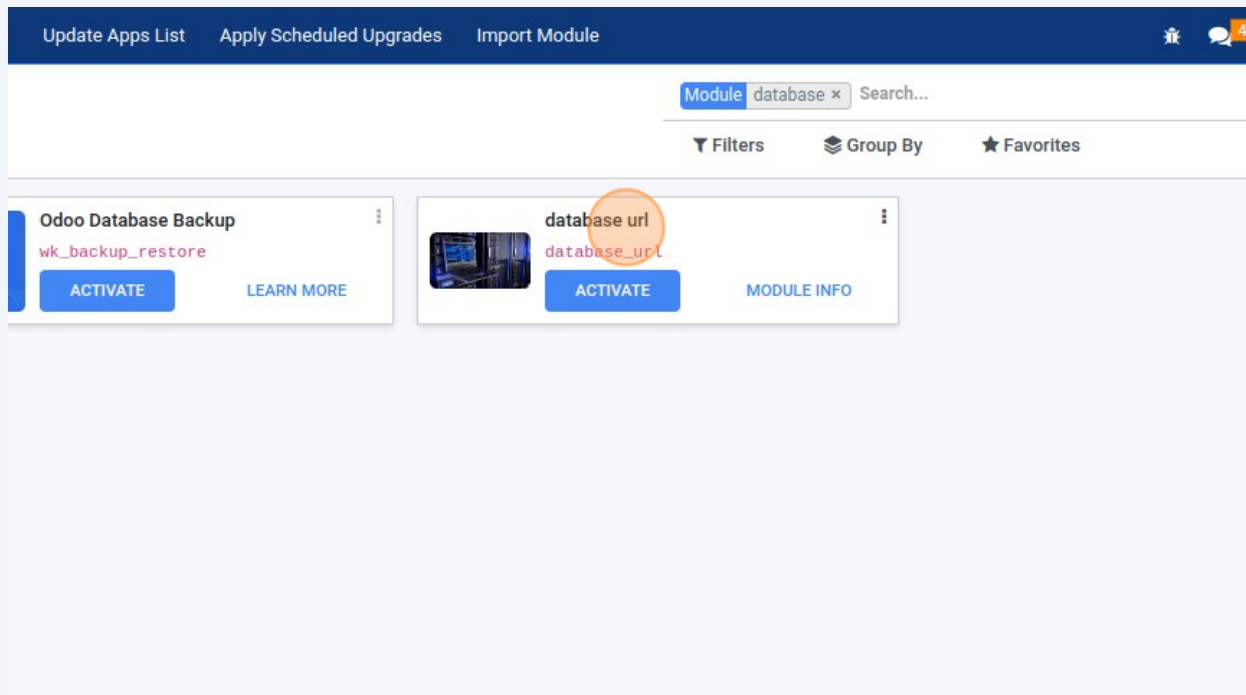 Update Apps List Apply Scheduled Upgrades Import Module 4
Module database × Search...
Filters Group By Favorites
Odoo Database Backup
wk_backup_restore
ACTIVATE LEARN MORE
database url
database_url
ACTIVATE MODULE INFO